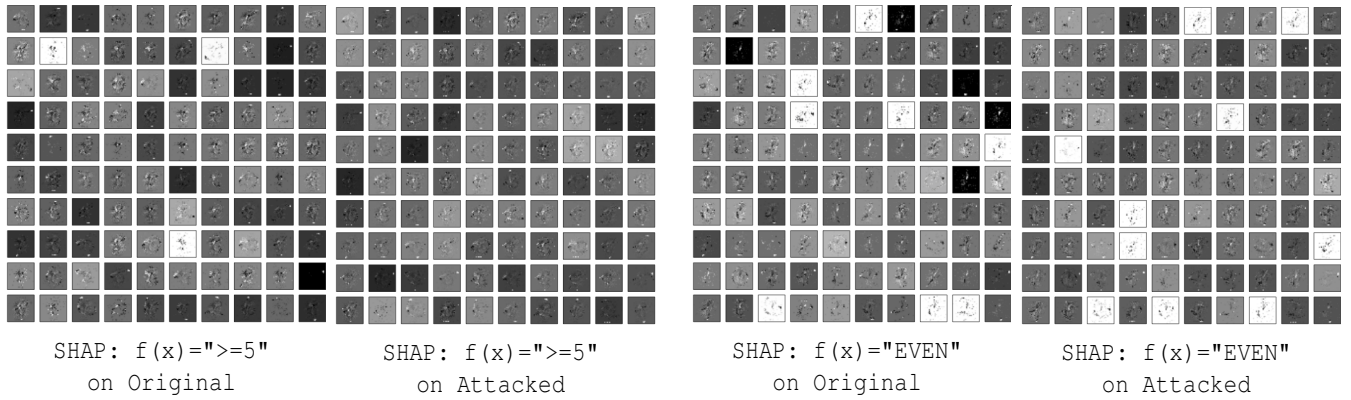 SHAP: f(x)=">=5"
on Original
SHAP: f(x)=">=5"
on Attacked
SHAP: f(x)="EVEN"
on Original
SHAP: f(x)="EVEN"
on Attacked